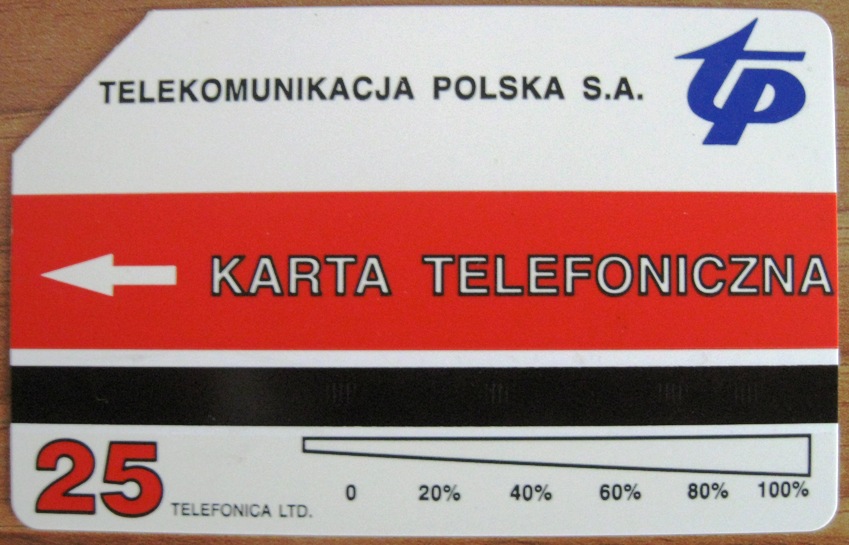 TELEKOMUNIKACJA POLSKA S.A.
tp
KARTA TELEFONICZNA
25
TELEFONICA LTD.
0 20% 40% 60% 80% 100%